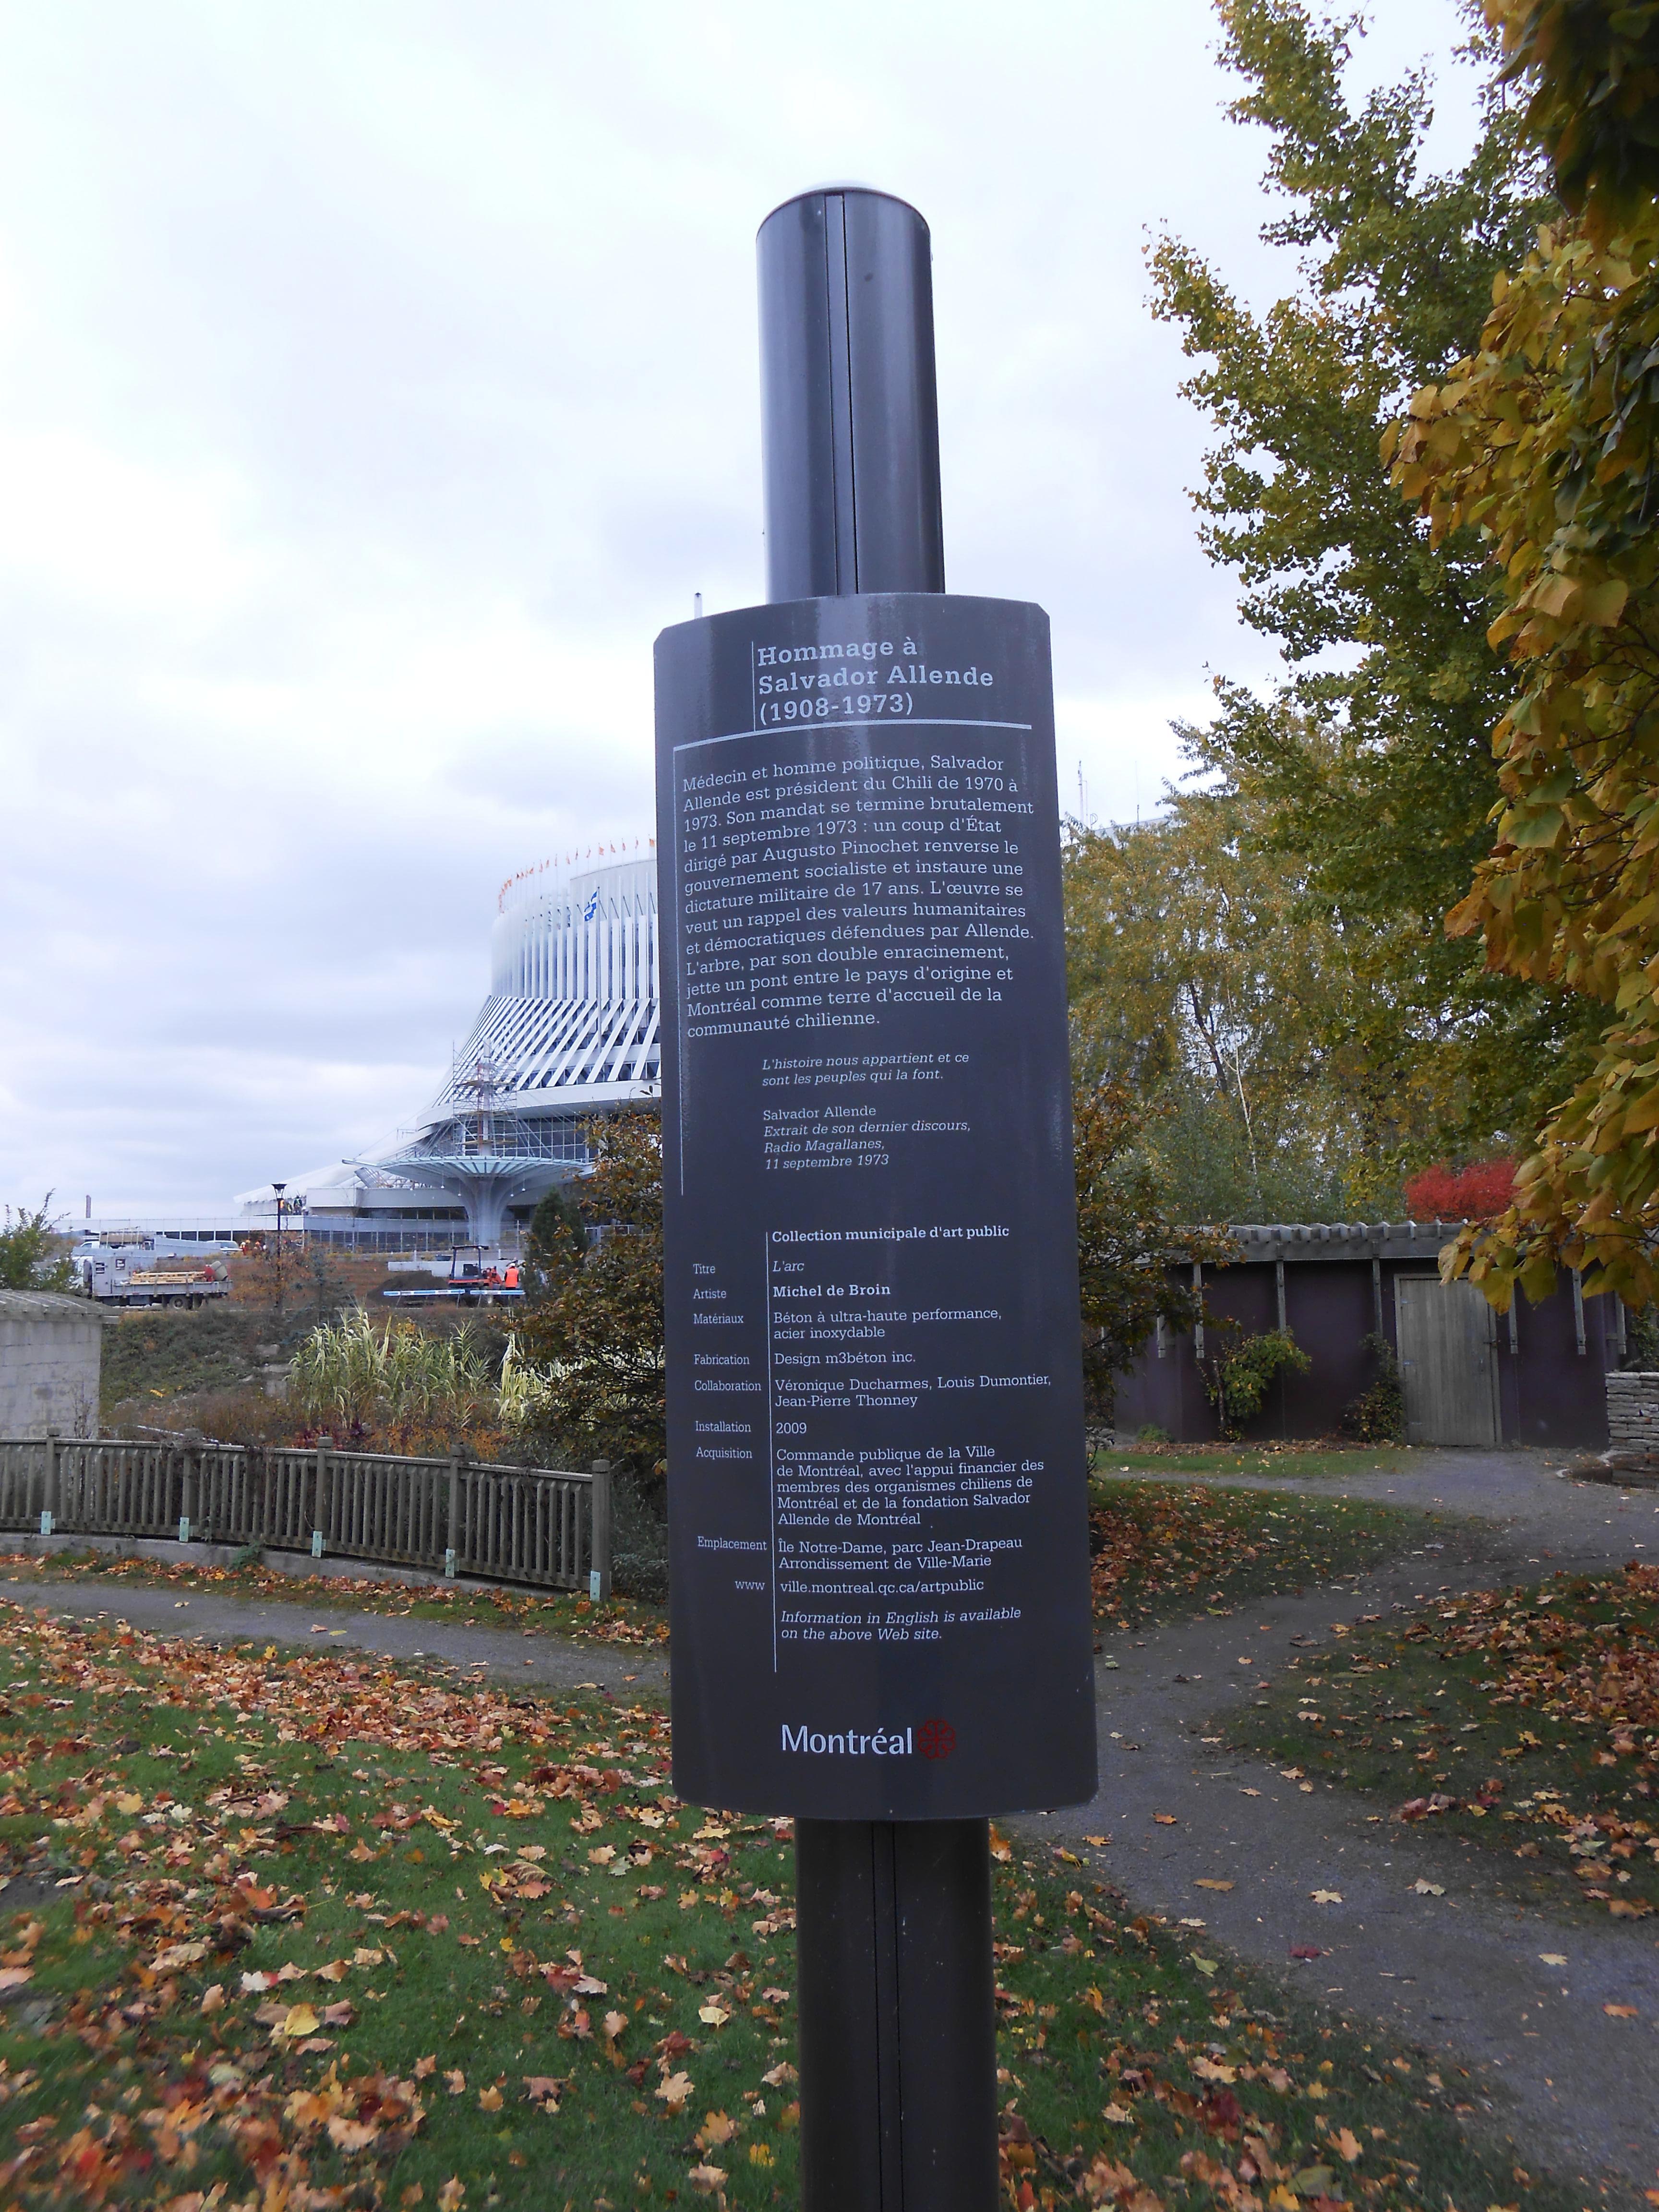 Hommage à
Salvador Allende
(1908-1973)
Médecin et homme politique, Salvador
Allende est président du Chili de 1970 à
1973. Son mandat se termine brutalement
le 11 septembre 1973 : un coup d'État
dirigé par Augusto Pinochet renverse le
gouvernement socialiste et instaure une
dictature militaire de 17 ans. L'œuvre se
veut un rappel des valeurs humanitaires
et démocratiques défendues par Allende.
L'arbre, par son double enracinement,
jette un pont entre le pays d'origine et
Montréal comme terre d'accueil de la
communauté chilienne.
L'histoire nous appartient et ce
sont les peuples qui la font.
Salvador Allende
Extrait de son dernier discours,
Radio Magallanes,
11 septembre 1973
Collection municipale d'art public
Titre L'arc
Artiste Michel de Broin
Matériaux Béton à ultra-haute performance,
acier inoxydable
Fabrication Design m3béton inc.
Collaboration Véronique Ducharmes, Louis Dumontier,
Jean-Pierre Thonney
Installation 2009
Acquisition Commande publique de la Ville
de Montréal, avec l'appui financier des
membres des organismes chiliens de
Montréal et de la fondation Salvador
Allende de Montréal
Emplacement Île Notre-Dame, parc Jean-Drapeau
Arrondissement de Ville-Marie
www ville.montreal.qc.ca/artpublic
Information in English is available
on the above Web site.
Montréal